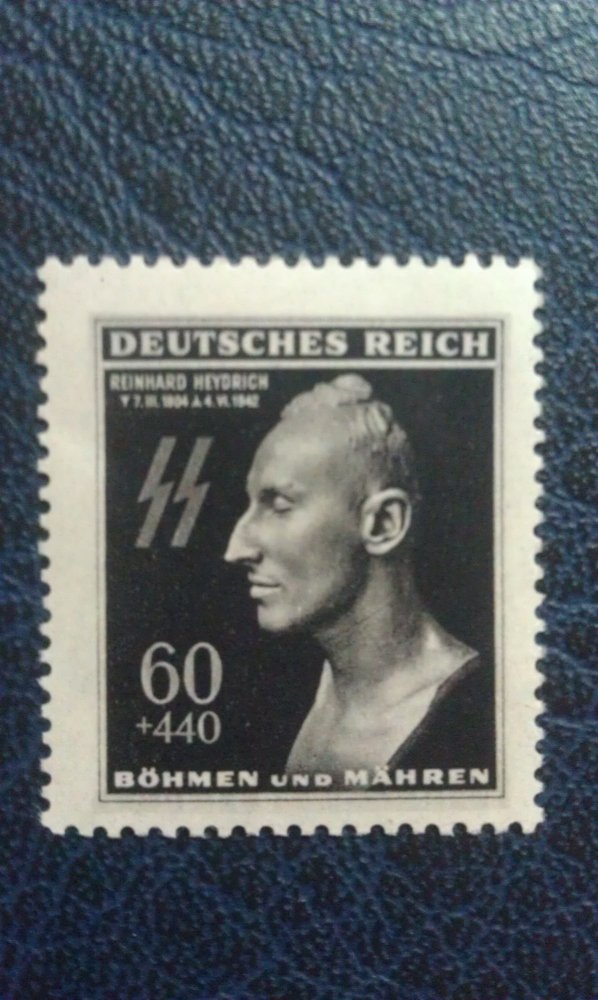 DEUTSCHES REICH
REINHARD HEYDRICH
7.III.1904 4.VI.1942
60
+440
BÖHMEN UND MÄHREN